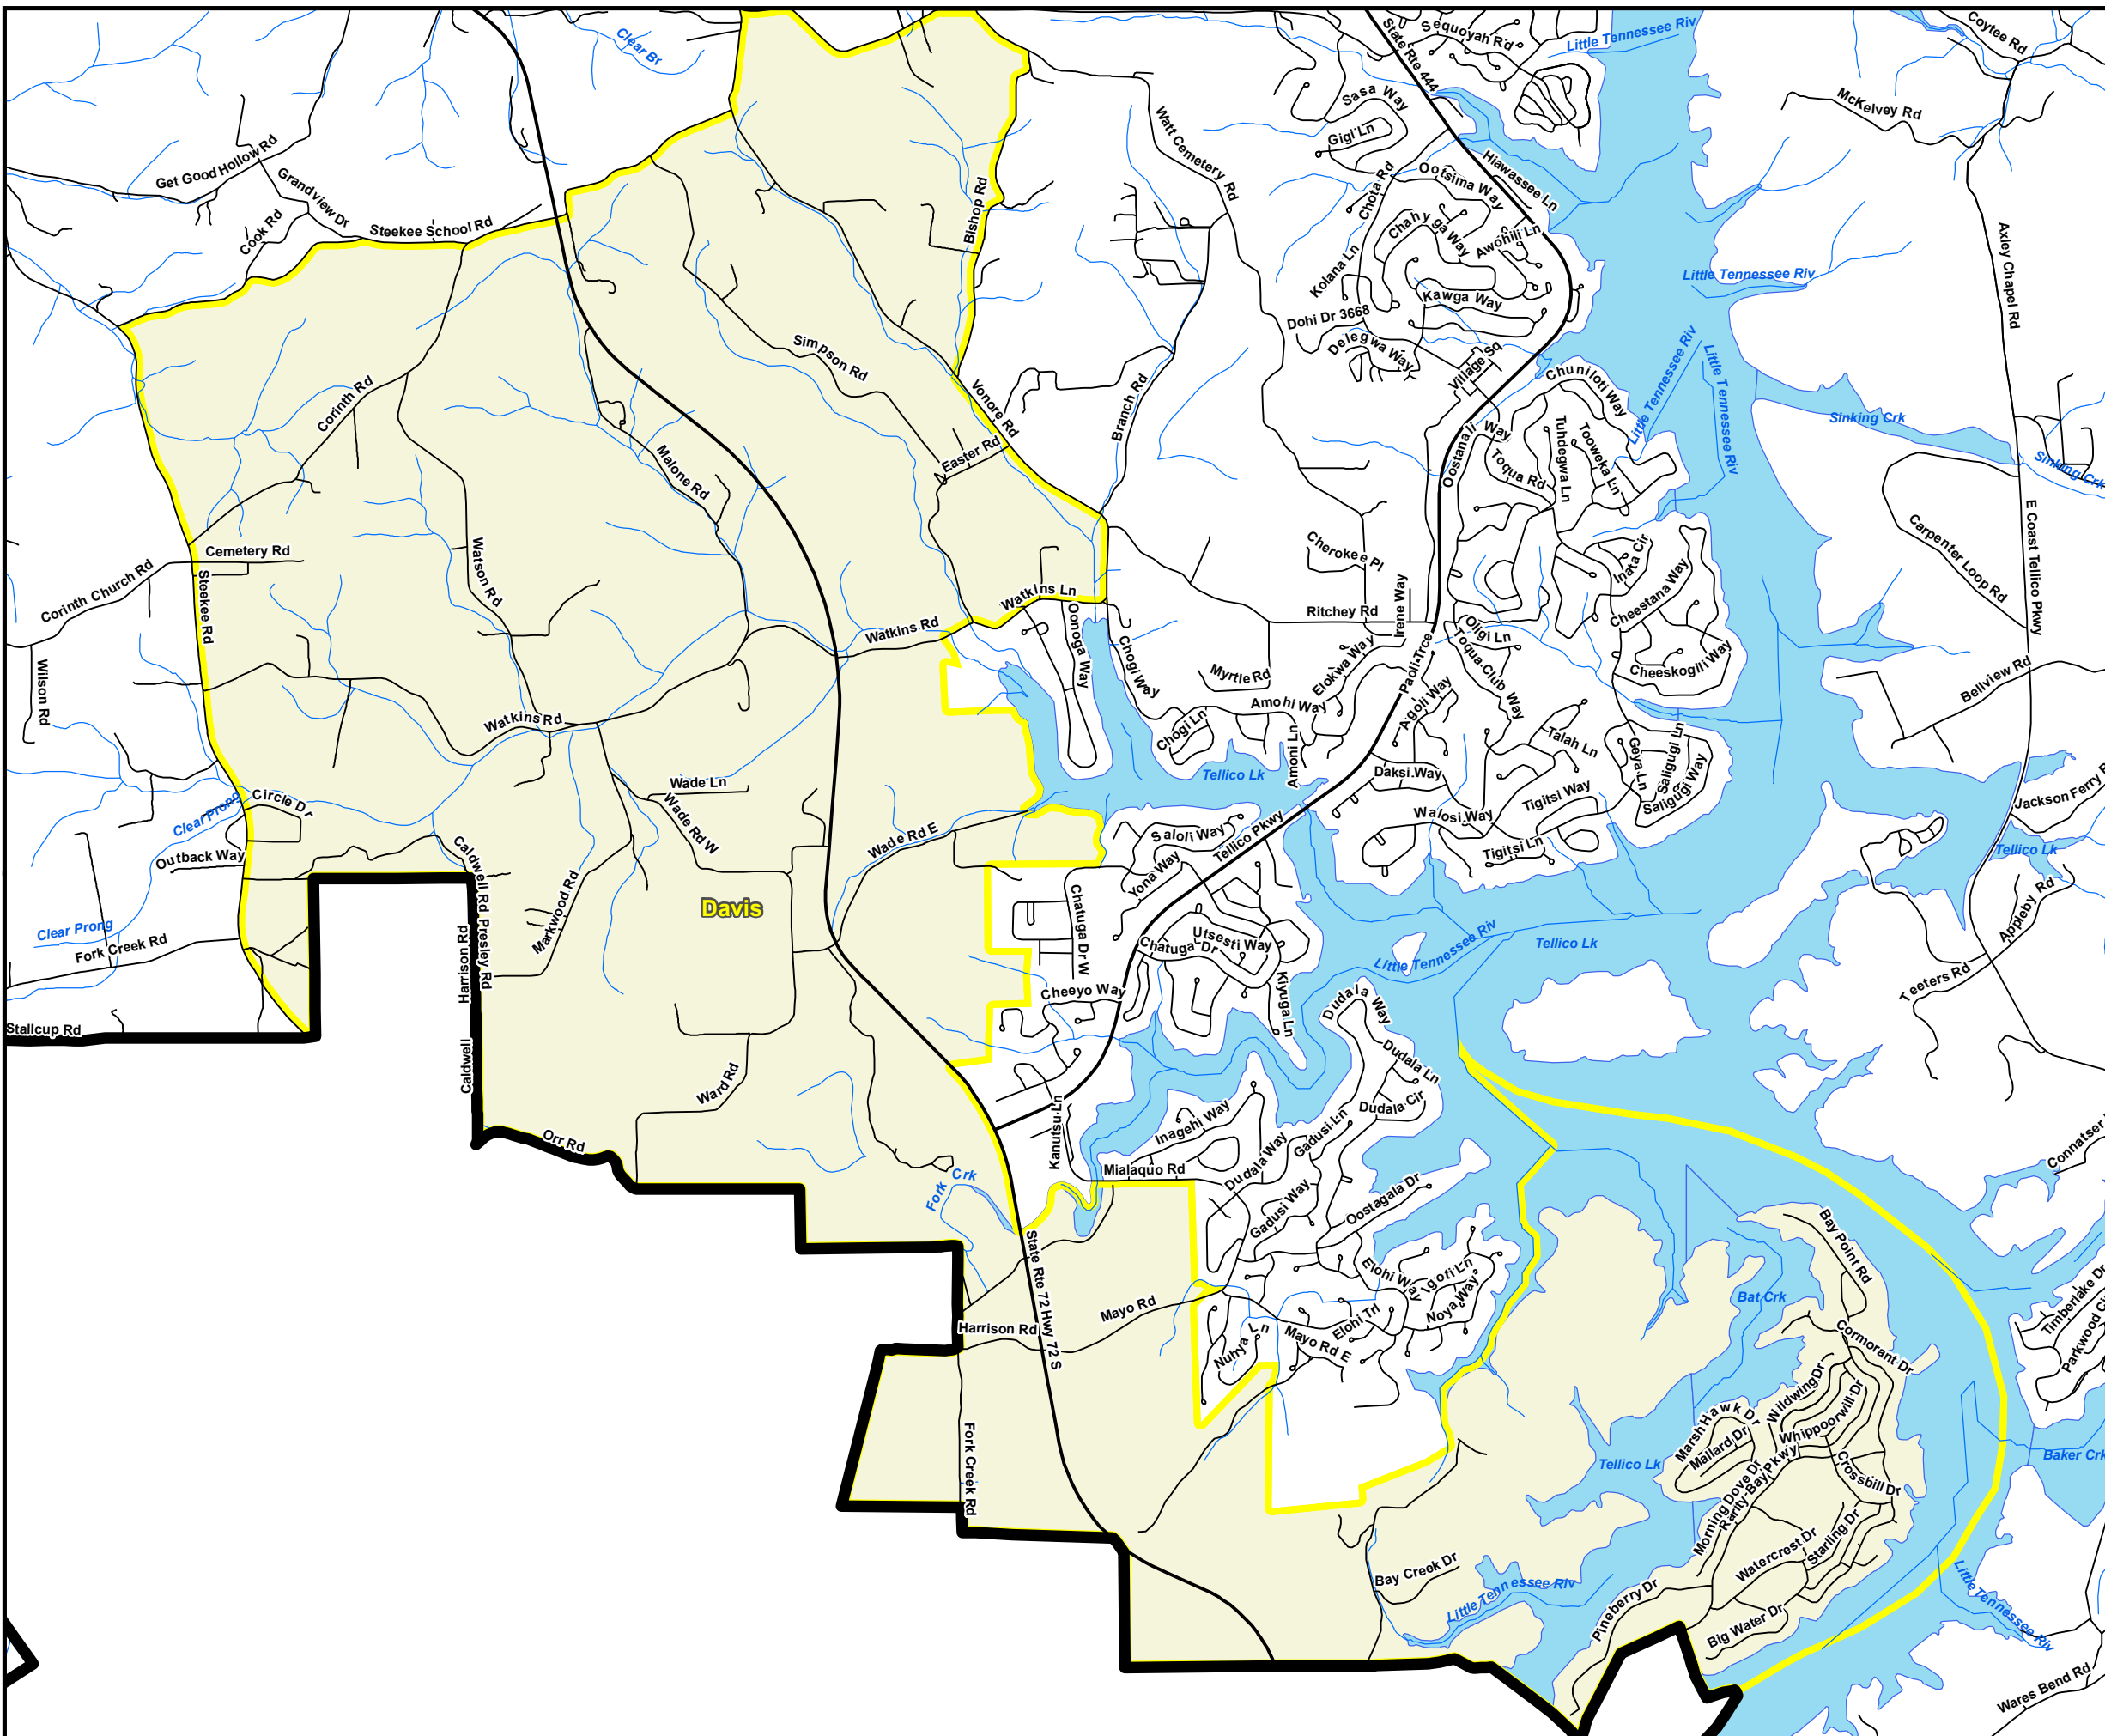 Clear Br
State Rte 444
Sequoyah Rd
Little Tennessee Riv
Coytee Rd
Sasa Way
McKelvey Rd
Gigi Ln
Watt Cemetery Rd
Get Good Hollow Rd
Grandview Dr
Hiawassee Ln
Ootsima Way
Chota Rd
Bishop Rd
Cook Rd
Steekee School Rd
Chahyga Way
Awohili Ln
Axley Chapel Rd
Kolana Ln
Little Tennessee Riv
Kawga Way
Dohi Dr 3668
Simpson Rd
Delegwa Way
Village Sq
Little Tennessee Riv
Little Tennessee Riv
Chuniloti Way
Corinth Rd
Vonore Rd
Branch Rd
Sinking Crk
Sinking Crk
Easter Rd
Malone Rd
Oostanali Way
Toqua Rd
Tuhdegwa Ln
Tooweka Ln
E Coast Tellico Pkwy
Carpenter Loop Rd
Cemetery Rd
Corinth Church Rd
Steekee Rd
Watson Rd
Cherokee Pl
Inata Cir
Cheestana Way
Watkins Ln
Oonoga Way
Irene Way
Ritchey Rd
Watkins Rd
Oligi Ln
Toqua Club Way
Paoli Trce
Elokwa Way
Wilson Rd
Chogi Way
Myrtle Rd
Cheeskogili Way
Bellview Rd
Amohi Way
Agoli Way
Watkins Rd
Chogi Ln
Amohi Ln
Talah Ln
Geya Ln
Saligugi Ln
Saligugi Way
Tellico Lk
Daksi Way
Wade Ln
Tigitsi Way
Circle Dr
Clear Prong
Wade Rd W
Wade Rd E
Saloli Way
Tellico Pkwy
Walosi Way
Tigitsi Ln
Jackson Ferry R
Tellico Lk
Outback Way
Caldwell Rd
Yona Way
Markwood Rd
Davis
Chatuga Dr W
Appleby Rd
Clear Prong
Fork Creek Rd
Harrison Rd
Presley Rd
Utsesti Way
Chatuga Dr
Little Tennessee Riv
Tellico Lk
Teeters Rd
Cheeyo Way
Kiyuga Ln
Dudala Way
Stallcup Rd
Caldwell
Dudala Ln
Ward Rd
Dudala Cir
Kanutsu Ln
Inagehi Way
Gadusi Ln
Orr Rd
Connatser
Mialaquo Rd
Dudala Way
Fork Crk
Gadusi Way
Oostagala Dr
Bay Point Rd
State Rte 72 Hwy 72 S
Elohi Way
Igoti Ln
Noya Way
Bat Crk
Timberlake Dr
Parkwood Ci
Mayo Rd
Harrison Rd
Nuhya Ln
Mayo Rd E
Elohi Trl
Cormorant Dr
Wildwing Dr
Marsh Hawk Dr
Mallard Dr
Whippoorwill Dr
Fork Creek Rd
Tellico Lk
Rarity Bay Pkwy
Morning Dove Dr
Crossbill Dr
Baker Crk
Starling Dr
Watercrest Dr
Bay Creek Dr
Little Tennessee Riv
Little Tennessee Riv
Pineberry Dr
Big Water Dr
Wares Bend Rd